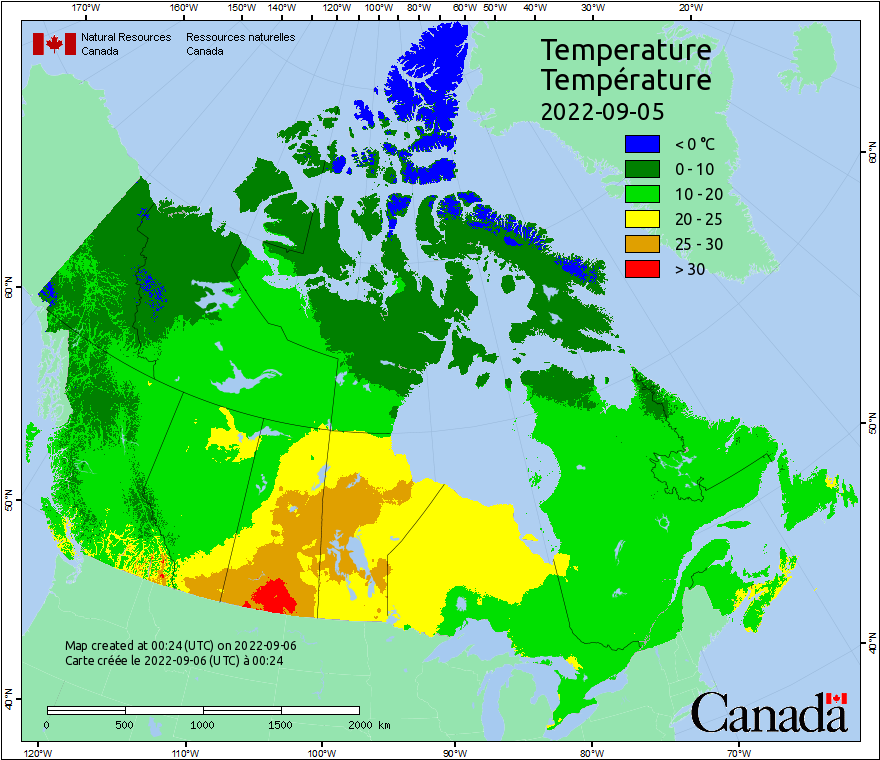 170°W 160°W 150°W 140°W 120°W 100°W 80°W 60°W 50°W 40°W 30°W 20°W
Natural Resources Ressources naturelles
Canada Canada
Temperature
Température
2022-09-05
< 0 °C
0 - 10
10 - 20
20 - 25
25 - 30
> 30
60°N
60°N
50°N
50°N
40°N
40°N
Map created at 00:24 (UTC) on 2022-09-06
Carte créée le 2022-09-06 (UTC) à 00:24
0 500 1000 1500 2000 km
Canada
120°W 110°W 100°W 90°W 80°W 70°W